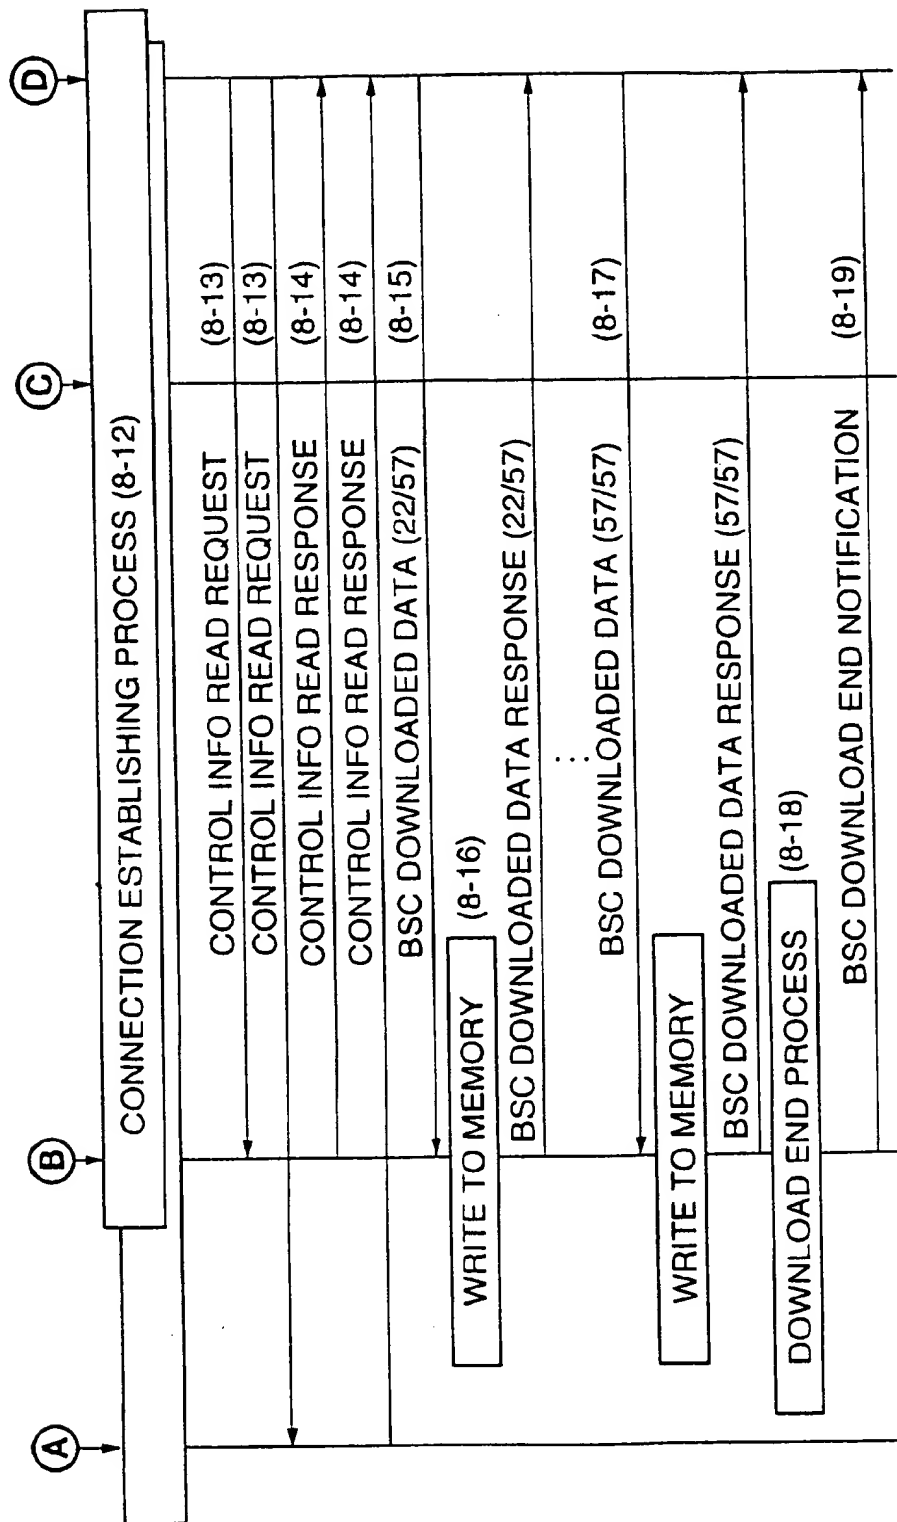 A
B
C
D
CONNECTION ESTABLISHING PROCESS (8-12)
CONTROL INFO READ REQUEST (8-13)
CONTROL INFO READ REQUEST (8-13)
CONTROL INFO READ RESPONSE (8-14)
CONTROL INFO READ RESPONSE (8-14)
BSC DOWNLOADED DATA (22/57) (8-15)
WRITE TO MEMORY (8-16)
BSC DOWNLOADED DATA RESPONSE (22/57)
...
BSC DOWNLOADED DATA (57/57) (8-17)
WRITE TO MEMORY
BSC DOWNLOADED DATA RESPONSE (57/57)
DOWNLOAD END PROCESS (8-18)
BSC DOWNLOAD END NOTIFICATION (8-19)